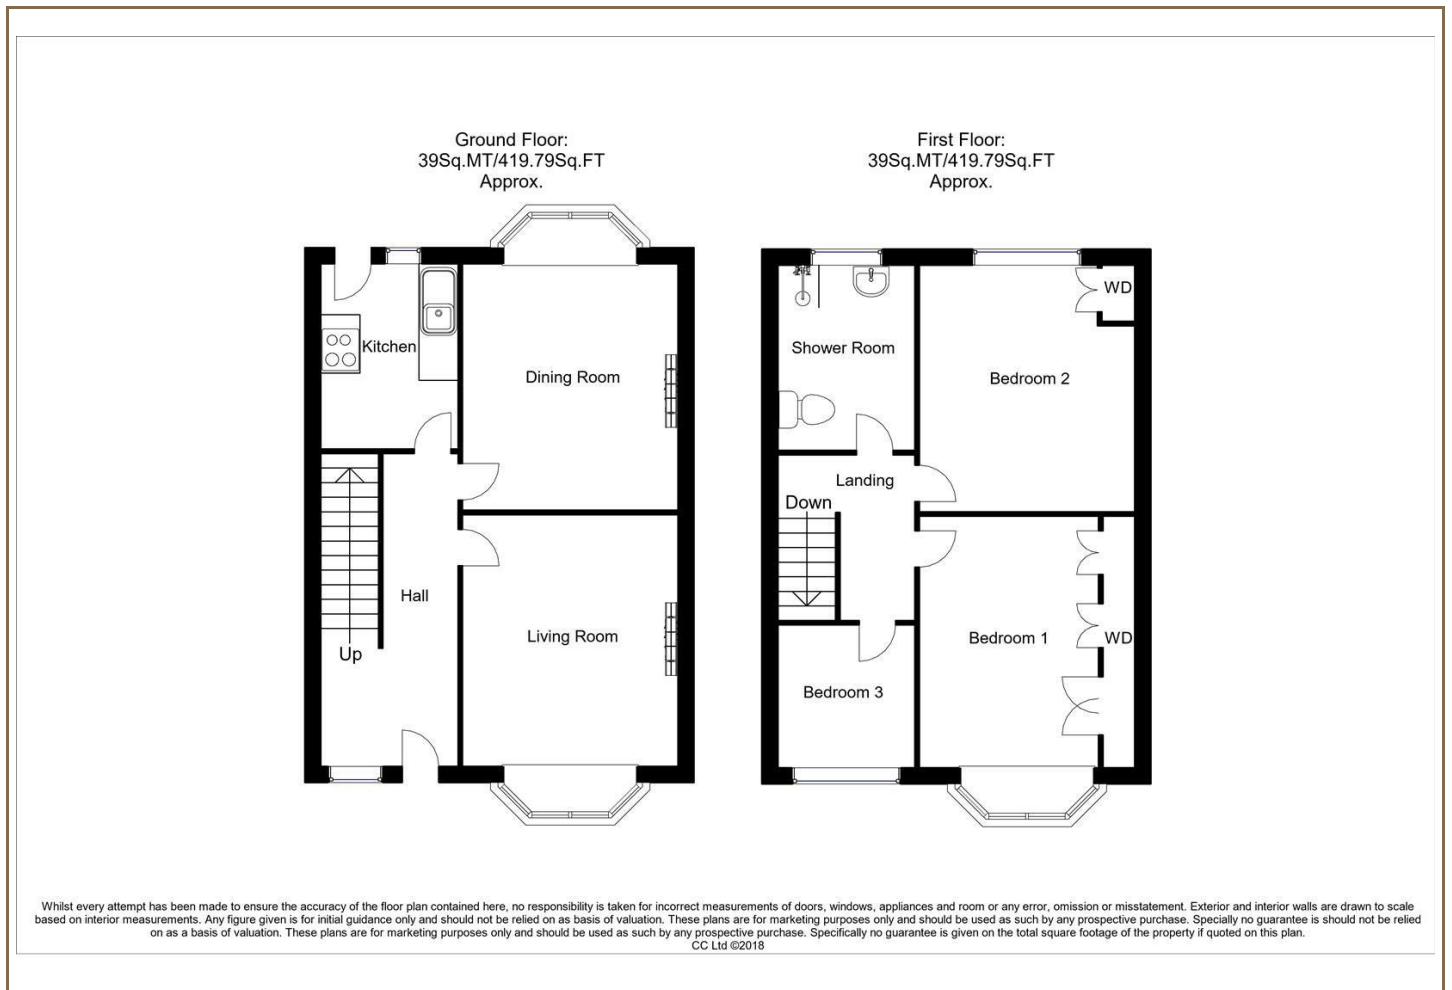 Ground Floor:
39Sq.MT/419.79Sq.FT
Approx.
Kitchen
Dining Room
Hall
Living Room
Up
First Floor:
39Sq.MT/419.79Sq.FT
Approx.
WD
Shower Room
Bedroom 2
Landing
Down
Bedroom 1
WD
Bedroom 3
Whilst every attempt has been made to ensure the accuracy of the floor plan contained here, no responsibility is taken for incorrect measurements of doors, windows, appliances and room or any error, omission or misstatement. Exterior and interior walls are drawn to scale
based on interior measurements. Any figure given is for initial guidance only and should not be relied on as basis of valuation. These plans are for marketing purposes only and should be used as such by any prospective purchase. Specially no guarantee is should not be relied
on as a basis of valuation. These plans are for marketing purposes only and should be used as such by any prospective purchase. Specifically no guarantee is given on the total square footage of the property if quoted on this plan.
CC Ltd ©2018